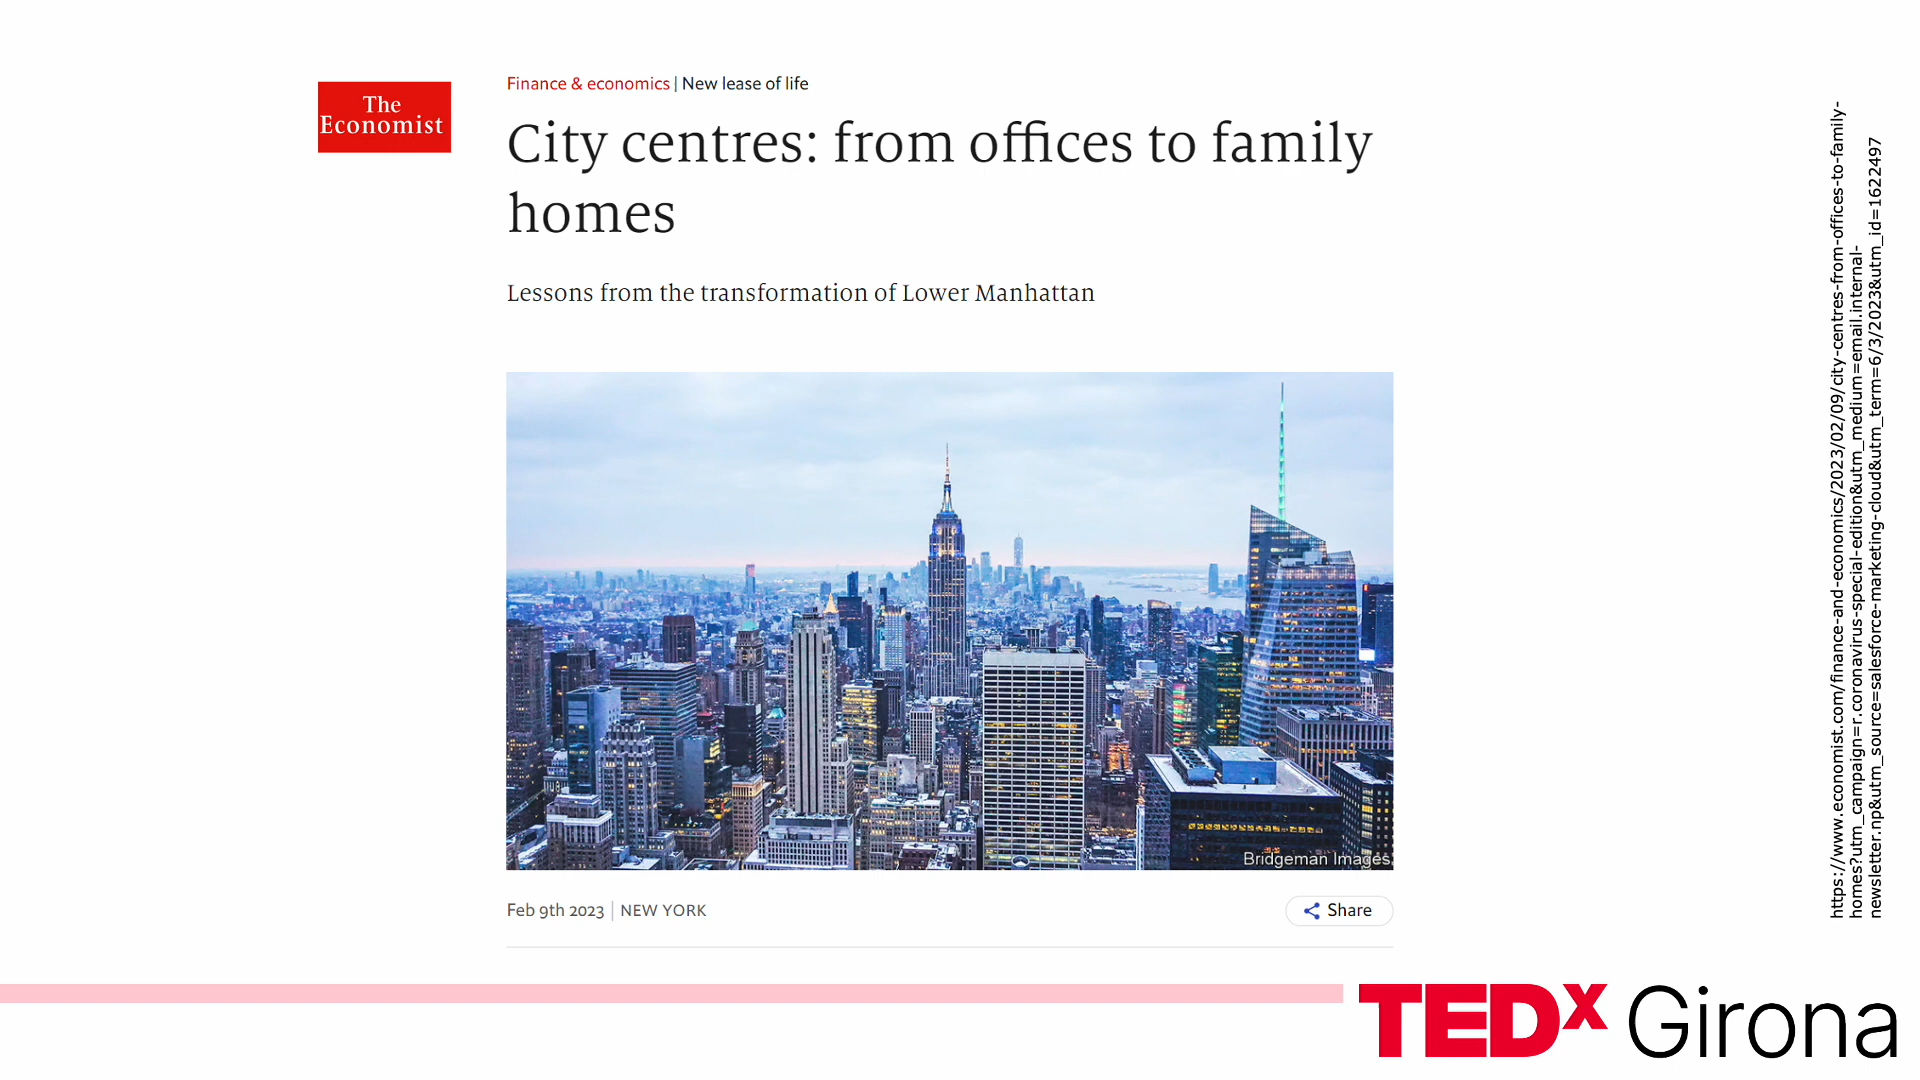 The
Economist
Finance & economics | New lease of life
City centres: from offices to family
homes
Lessons from the transformation of Lower Manhattan
Bridgeman Images
Feb 9th 2023 | NEW YORK
Share
https://www.economist.com/finance-and-economics/2023/02/09/city-centres-from-offices-to-family-
homes?utm_campaign=r.coronavirus-special-edition&utm_medium=email.internal-
newsletter.np&utm_source=salesforce-marketing-cloud&utm_term=6/3/2023&utm_id=1622497
TEDx Girona